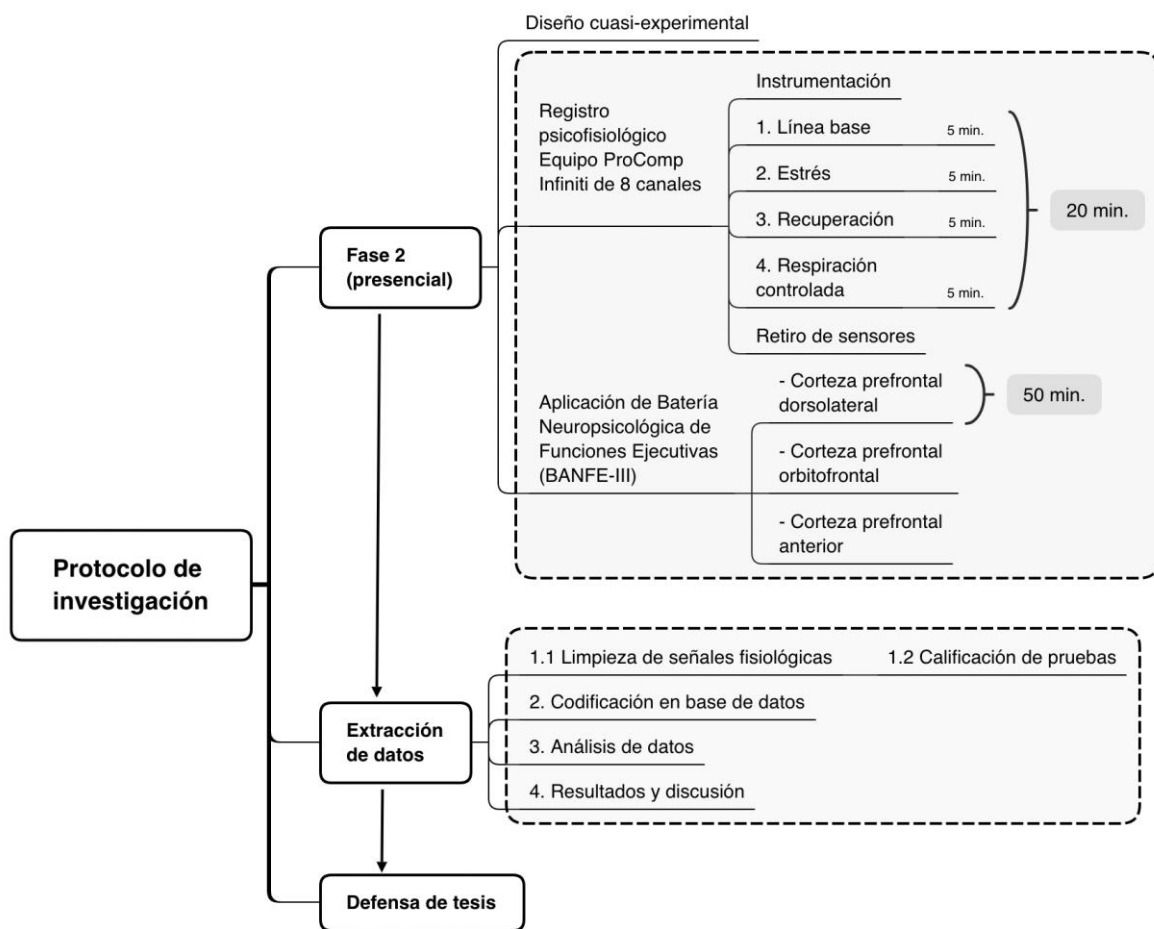 Diseño cuasi-experimental
Instrumentación
Registro
psicofisiológico
Equipo ProComp
Infiniti de 8 canales
1. Línea base 5 min.
2. Estrés 5 min.
3. Recuperación 5 min.
4. Respiración
controlada 5 min.
20 min.
Retiro de sensores
Fase 2
(presencial)
Aplicación de Batería
Neuropsicológica de
Funciones Ejecutivas
(BANFE-III)
- Corteza prefrontal
dorsolateral
50 min.
- Corteza prefrontal
orbitofrontal
- Corteza prefrontal
anterior
Protocolo de
investigación
Extracción
de datos
1.1 Limpieza de señales fisiológicas 1.2 Calificación de pruebas
2. Codificación en base de datos
3. Análisis de datos
4. Resultados y discusión
Defensa de tesis